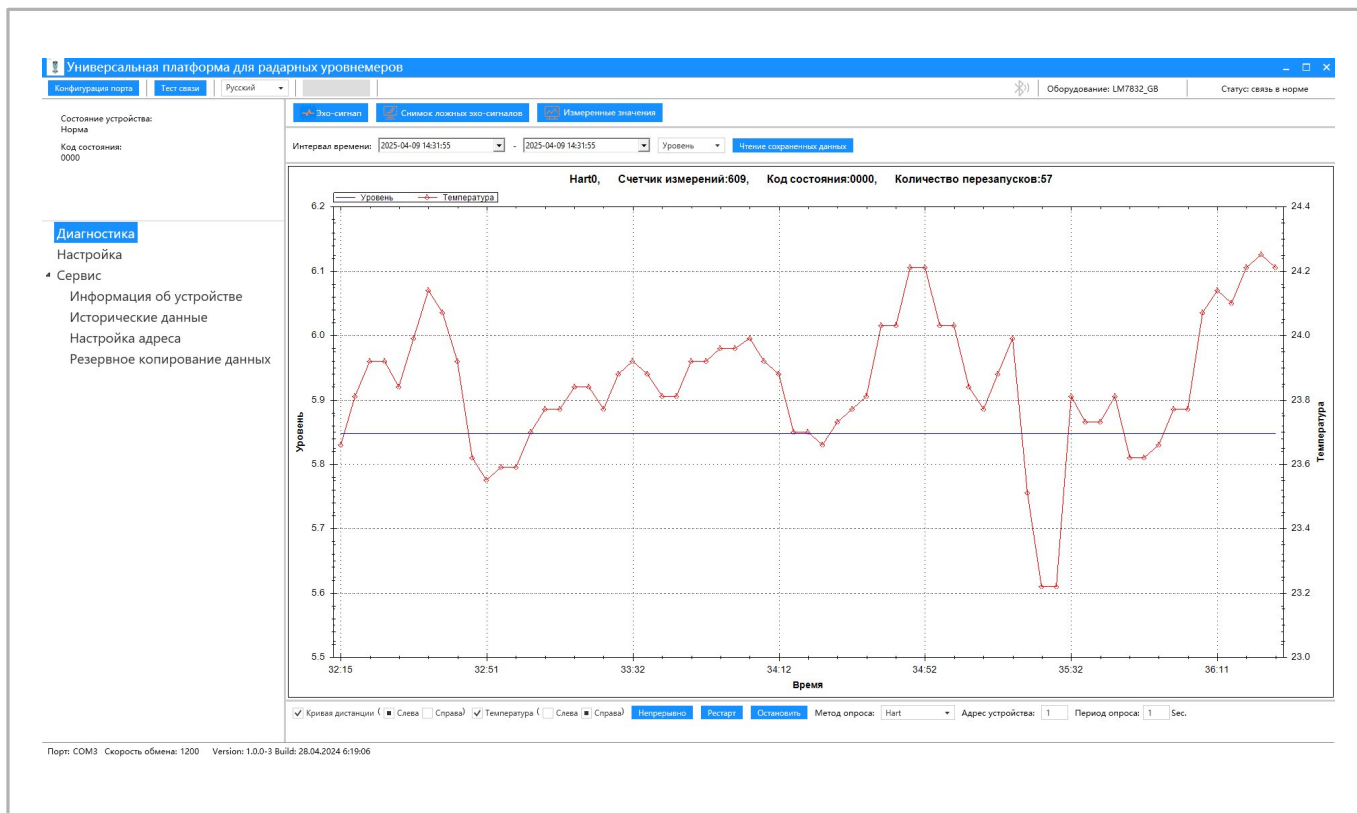 Универсальная платформа для радарных уровнемеров
Конфигурация порта Тест связи Русский Оборудование: LM7832_GB Статус: связь в норме
Состояние устройства:
Норма
Код состояния:
0000
Диагностика
Настройка
Сервис
Информация об устройстве
Исторические данные
Настройка адреса
Резервное копирование данных
Эхо-сигнал Снимок ложных эхо-сигналов Измеренные значения
Интервал времени: 2025-04-09 14:31:55 - 2025-04-09 14:31:55 Уровень Чтение сохраненных данных
Hart0, Счетчик измерений:609, Код состояния:0000, Количество перезапусков:57
Уровень Температура
6.2 24.4
6.1 24.2
6.0 24.0
5.9 23.8
5.8 23.6
5.7 23.4
5.6 23.2
5.5 23.0
Уровень
Температура
32:15 32:51 33:32 34:12 34:52 35:32 36:11
Время
Кривая дистанции ( Слева Справа) Температура ( Слева Справа) Непрерывно Рестарт Остановить Метод опроса: Hart Адрес устройства: 1 Период опроса: 1 Sec.
Порт: COM3 Скорость обмена: 1200 Version: 1.0.0-3 Build: 28.04.2024 6:19:06